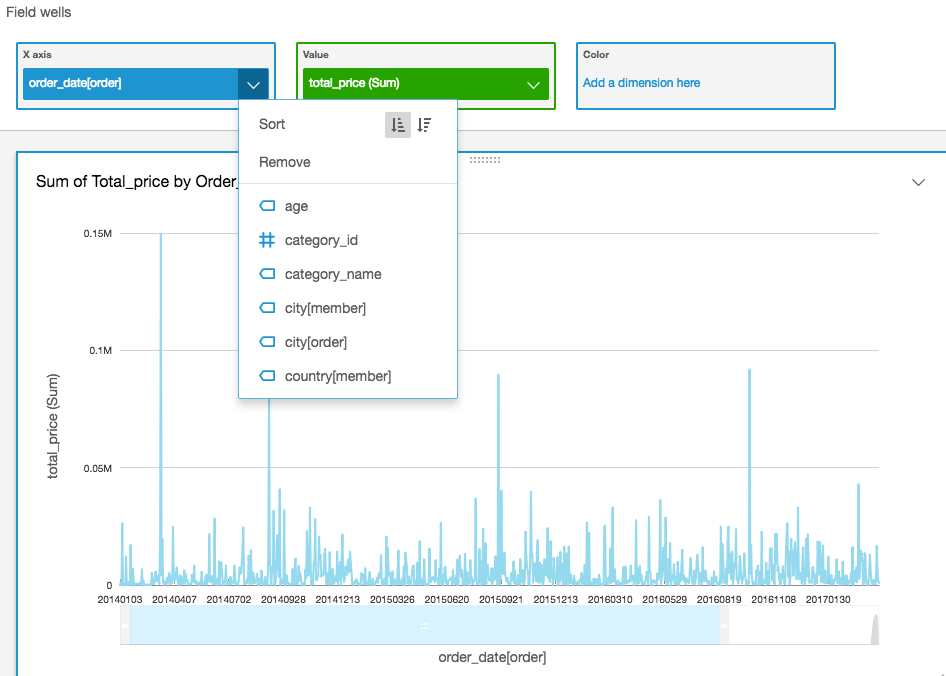 Field wells
X axis
order_date[order]
Value
total_price (Sum)
Color
Add a dimension here
Sort
Remove
age
category_id
category_name
city[member]
city[order]
country[member]
Sum of Total_price by Order_
0.15M
0.1M
0.05M
0
total_price (Sum)
20140103 20140407 20140702 20140928 20141213 20150326 20150620 20150921 20151213 20160310 20160529 20160819 20161108 20170130
order_date[order]